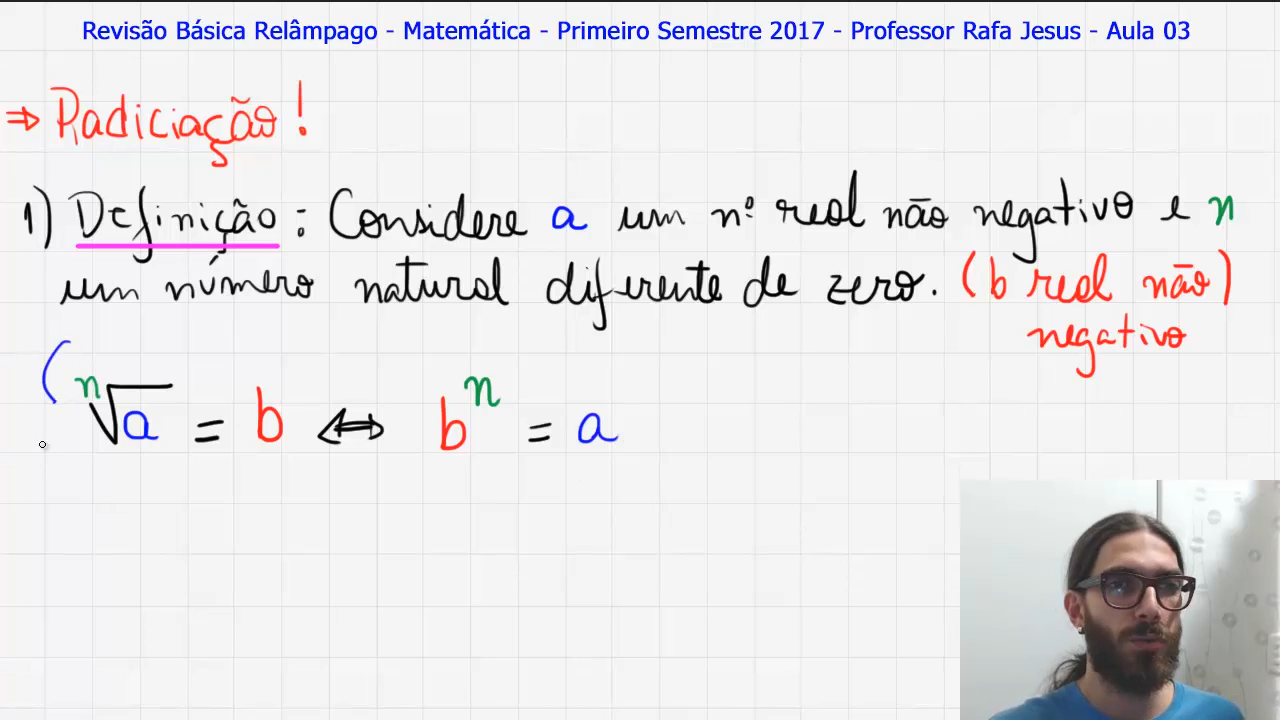 Revisão Básica Relâmpago - Matemática - Primeiro Semestre 2017 - Professor Rafa Jesus - Aula 03
⇒ Radiciação!
1) Definição: Considere a um nº real não negativo e n
um número natural diferente de zero. (b real não)
negativo
( ⁿ√a = b ⇔ bⁿ = a